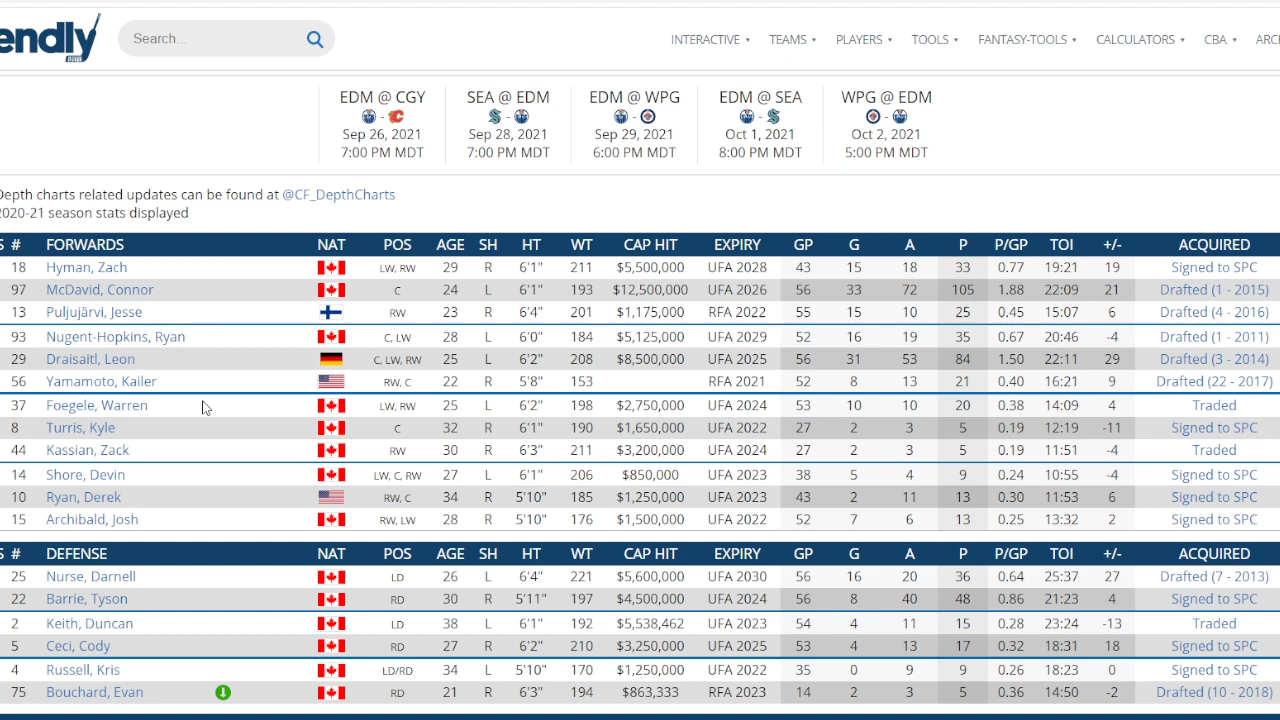 endly Search... INTERACTIVE ▾ TEAMS ▾ PLAYERS ▾ TOOLS ▾ FANTASY-TOOLS ▾ CALCULATORS ▾ CBA ▾ ARCI
EDM @ CGY SEA @ EDM EDM @ WPG EDM @ SEA WPG @ EDM
- - - - -
Sep 26, 2021 Sep 28, 2021 Sep 29, 2021 Oct 1, 2021 Oct 2, 2021
7:00 PM MDT 7:00 PM MDT 6:00 PM MDT 8:00 PM MDT 5:00 PM MDT
Depth charts related updates can be found at @CF_DepthCharts
2020-21 season stats displayed
S # FORWARDS NAT POS AGE SH HT WT CAP HIT EXPIRY GP G A P P/GP TOI +/- ACQUIRED
18 Hyman, Zach LW, RW 29 R 6'1" 211 $5,500,000 UFA 2028 43 15 18 33 0.77 19:21 19 Signed to SPC
97 McDavid, Connor C 24 L 6'1" 193 $12,500,000 UFA 2026 56 33 72 105 1.88 22:09 21 Drafted (1 - 2015)
13 Puljujärvi, Jesse RW 23 R 6'4" 201 $1,175,000 RFA 2022 55 15 10 25 0.45 15:07 6 Drafted (4 - 2016)
93 Nugent-Hopkins, Ryan C, LW 28 L 6'0" 184 $5,125,000 UFA 2029 52 16 19 35 0.67 20:46 -4 Drafted (1 - 2011)
29 Draisaitl, Leon C, LW, RW 25 L 6'2" 208 $8,500,000 UFA 2025 56 31 53 84 1.50 22:11 29 Drafted (3 - 2014)
56 Yamamoto, Kailer RW, C 22 R 5'8" 153 RFA 2021 52 8 13 21 0.40 16:21 9 Drafted (22 - 2017)
37 Foegele, Warren LW, RW 25 L 6'2" 198 $2,750,000 UFA 2024 53 10 10 20 0.38 14:09 4 Traded
8 Turris, Kyle C 32 R 6'1" 190 $1,650,000 UFA 2022 27 2 3 5 0.19 12:19 -11 Signed to SPC
44 Kassian, Zack RW 30 R 6'3" 211 $3,200,000 UFA 2024 27 2 3 5 0.19 11:51 -4 Traded
14 Shore, Devin LW, C, RW 27 L 6'1" 206 $850,000 UFA 2023 38 5 4 9 0.24 10:55 -4 Signed to SPC
10 Ryan, Derek RW, C 34 R 5'10" 185 $1,250,000 UFA 2023 43 2 11 13 0.30 11:53 6 Signed to SPC
15 Archibald, Josh RW, LW 28 R 5'10" 176 $1,500,000 UFA 2022 52 7 6 13 0.25 13:32 2 Signed to SPC
S # DEFENSE NAT POS AGE SH HT WT CAP HIT EXPIRY GP G A P P/GP TOI +/- ACQUIRED
25 Nurse, Darnell LD 26 L 6'4" 221 $5,600,000 UFA 2030 56 16 20 36 0.64 25:37 27 Drafted (7 - 2013)
22 Barrie, Tyson RD 30 R 5'11" 197 $4,500,000 UFA 2024 56 8 40 48 0.86 21:23 4 Signed to SPC
2 Keith, Duncan LD 38 L 6'1" 192 $5,538,462 UFA 2023 54 4 11 15 0.28 23:24 -13 Traded
5 Ceci, Cody RD 27 R 6'2" 210 $3,250,000 UFA 2025 53 4 13 17 0.32 18:31 18 Signed to SPC
4 Russell, Kris LD/RD 34 L 5'10" 170 $1,250,000 UFA 2022 35 0 9 9 0.26 18:23 0 Signed to SPC
75 Bouchard, Evan RD 21 R 6'3" 194 $863,333 RFA 2023 14 2 3 5 0.36 14:50 -2 Drafted (10 - 2018)